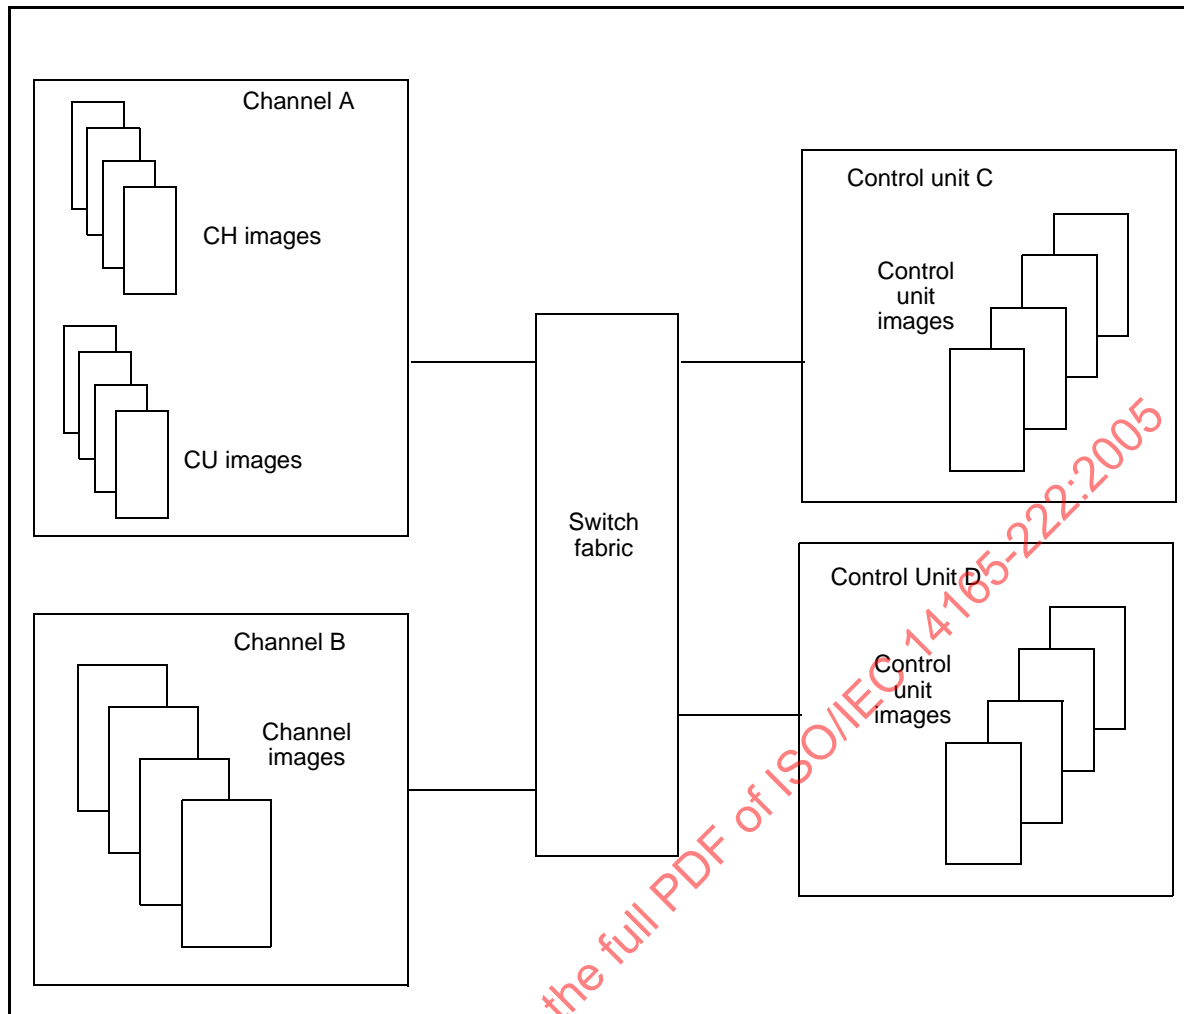 Channel A
CH images
CU images
Channel B
Channel
images
Switch
fabric
Control unit C
Control
unit
images
Control Unit D
Control
unit
images
the full PDF of ISO/IEC 14165-222:2005